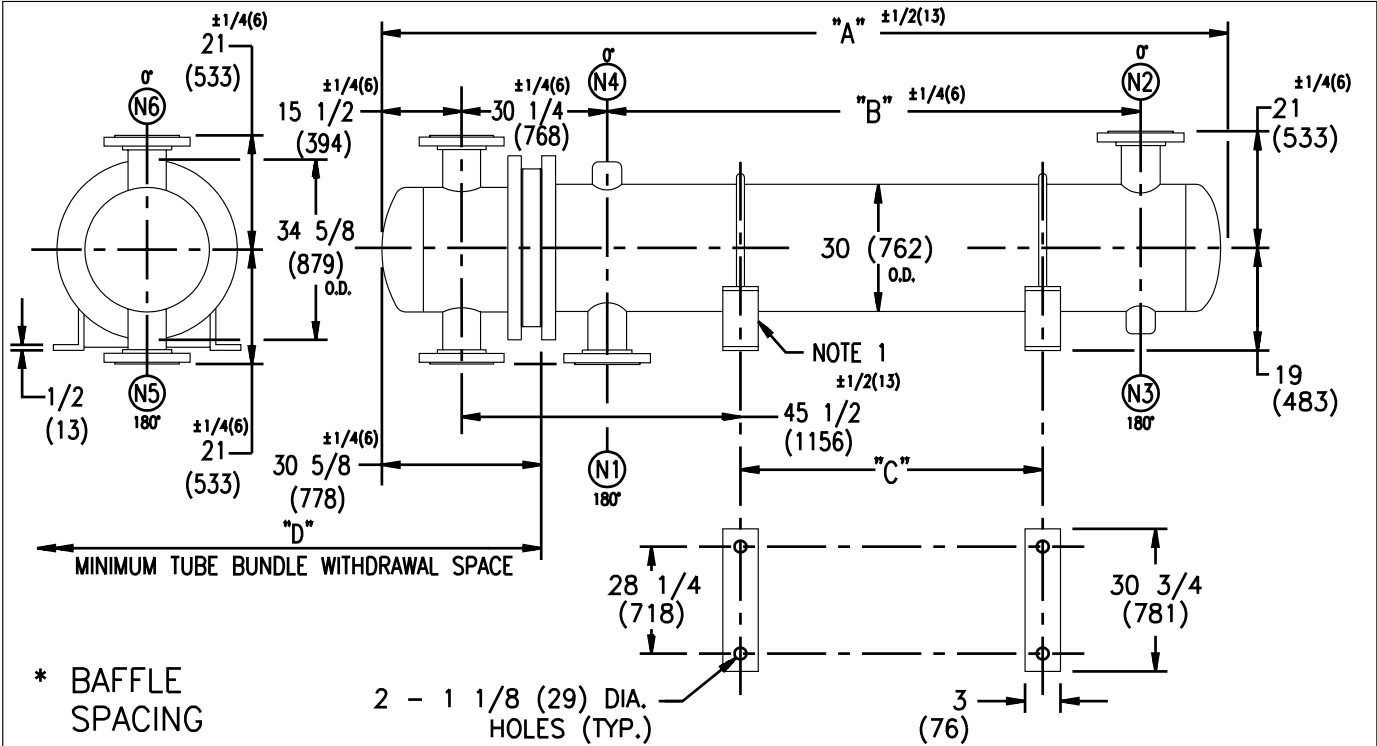 ±1/4(6)
21
(533)
0°
N6
34 5/8
(879)
O.D.
1/2
(13)
N5
180°
±1/4(6)
21
(533)
"A" ±1/2(13)
±1/4(6)
15 1/2
(394)
±1/4(6)
30 1/4
(768)
0°
N4
"B" ±1/4(6)
0°
N2
±1/4(6)
21
(533)
30 (762)
O.D.
NOTE 1
±1/2(13)
45 1/2
(1156)
19
(483)
N3
180°
±1/4(6)
30 5/8
(778)
N1
180°
"C"
"D"
MINIMUM TUBE BUNDLE WITHDRAWAL SPACE
28 1/4
(718)
30 3/4
(781)
* BAFFLE
SPACING
2 - 1 1/8 (29) DIA.
HOLES (TYP.)
3
(76)